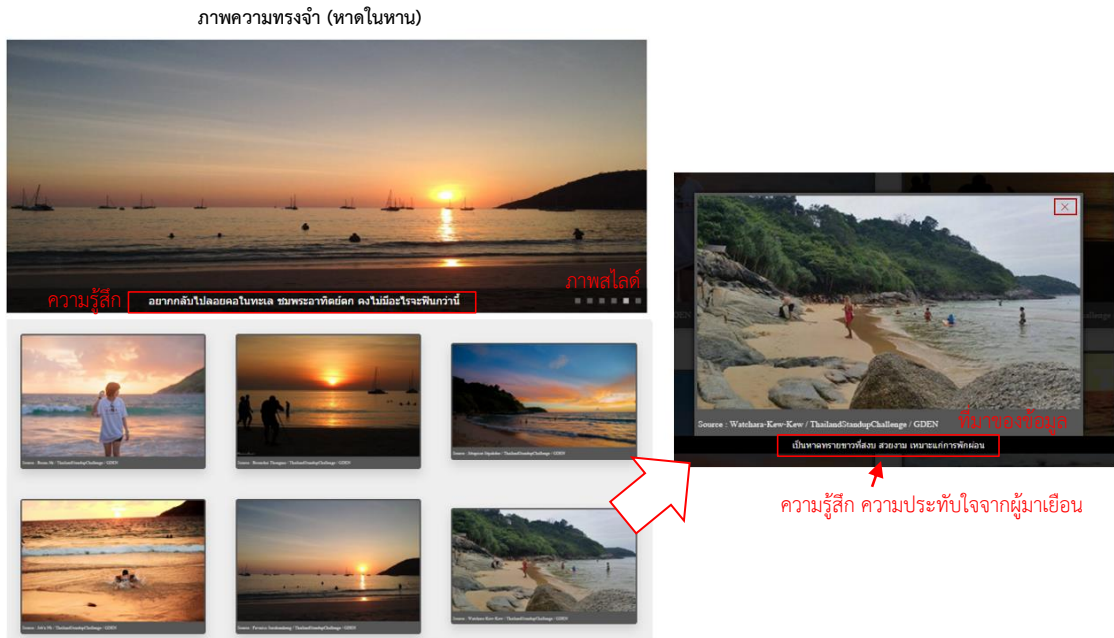 ภาพความทรงจำ (หาดในหาน)
ภาพสไลด์
ความรู้สึก
อยากกลับไปลอยคอในทะเล ชมพระอาทิตย์ตก คงไม่มีอะไรจะฟินกว่านี้
Source : Watchara-Kew-Kew / ThailandStandupChallenge / GDEN
ที่มาของข้อมูล
เป็นหาดทรายขาวที่สงบ สวยงาม เหมาะแก่การพักผ่อน
ความรู้สึก ความประทับใจจากผู้มาเยือน
Source : Watchara-Kew-Kew / ThailandStandupChallenge / GDEN